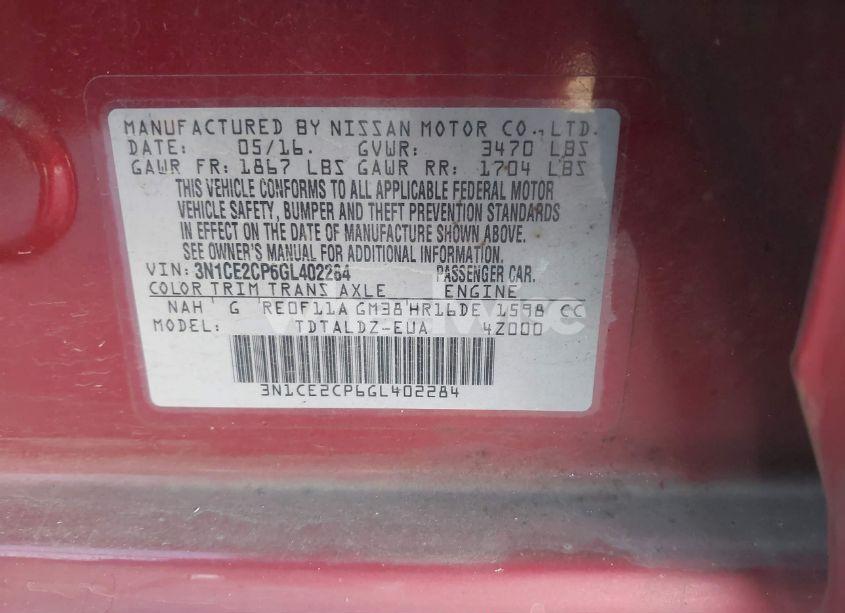 MANUFACTURED BY NISSAN MOTOR CO., LTD.
DATE: 05/16. GVWR: 3470 LBS
GAWR FR: 1867 LBS GAWR RR: 1704 LBS
THIS VEHICLE CONFORMS TO ALL APPLICABLE FEDERAL MOTOR
VEHICLE SAFETY, BUMPER AND THEFT PREVENTION STANDARDS
IN EFFECT ON THE DATE OF MANUFACTURE SHOWN ABOVE.
SEE OWNER'S MANUAL FOR ADDITIONAL INFORMATION.
VIN: 3N1CE2CP6GL402284 PASSENGER CAR.
COLOR TRIM TRANS AXLE ENGINE
NAH G RE0F11A GM38 HR16DE 1598 CC
MODEL: TDTALDZ-EUA 4Z000
3N1CE2CP6GL402284